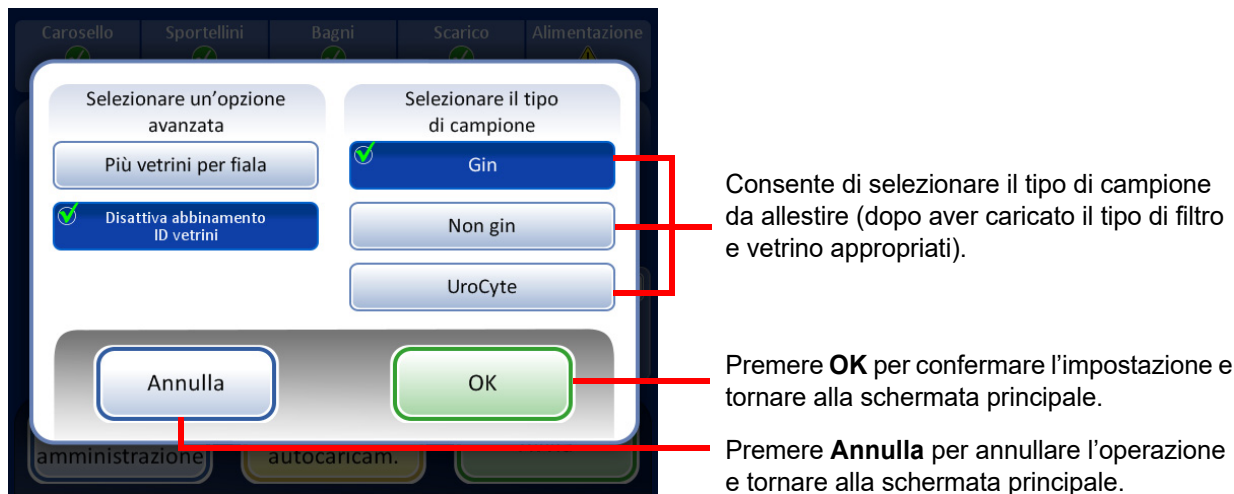 Carosello Sportellini Bagni Scarico Alimentazione
Selezionare un'opzione
avanzata
Più vetrini per fiala
Disattiva abbinamento
ID vetrini
Selezionare il tipo
di campione
Gin
Non gin
UroCyte
Annulla
OK
amministrazione
autocaricam.
Consente di selezionare il tipo di campione
da allestire (dopo aver caricato il tipo di filtro
e vetrino appropriati).
Premere OK per confermare l'impostazione e
tornare alla schermata principale.
Premere Annulla per annullare l'operazione
e tornare alla schermata principale.